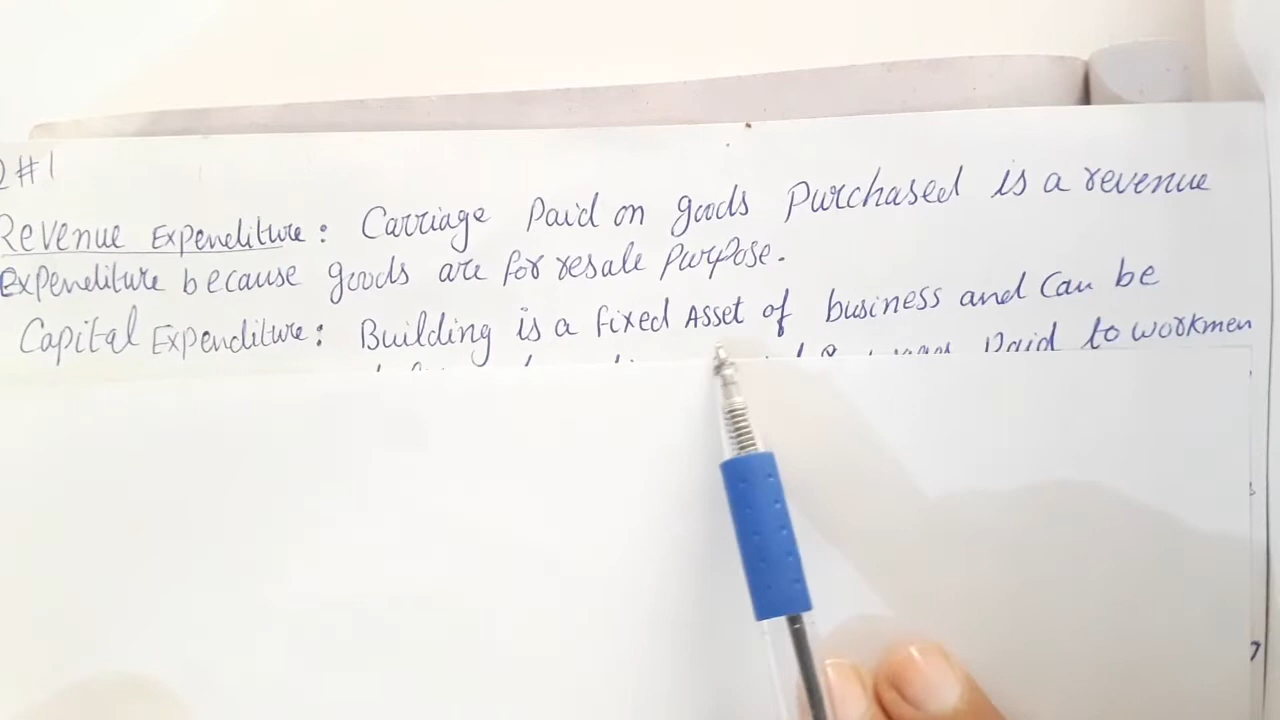 Q#1
Revenue Expenditure: Carriage Paid on goods Purchased is a revenue
Expenditure because goods are for resale Purpose.
Capital Expenditure: Building is a fixed Asset of business and Can be
Paid to workmen